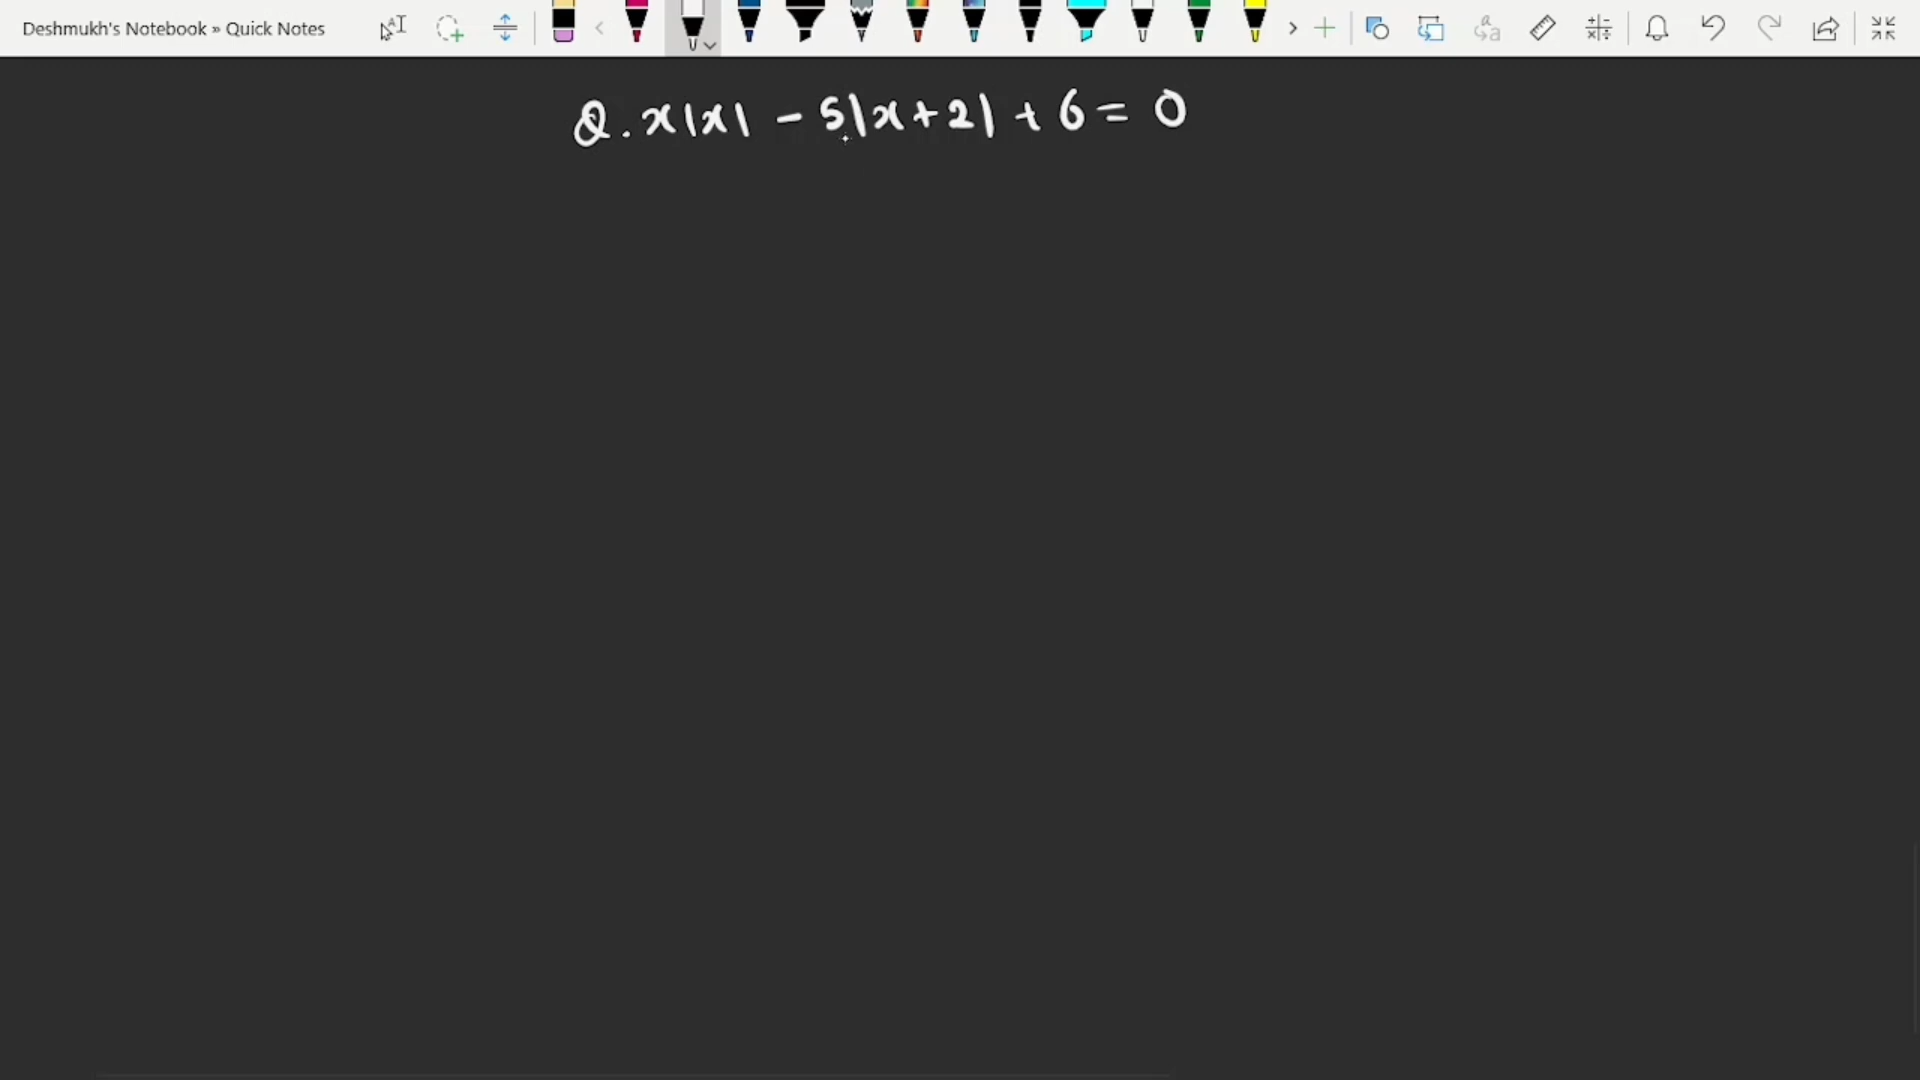 Deshmukh's Notebook » Quick Notes
Q. x|x| - 5|x+2| + 6 = 0